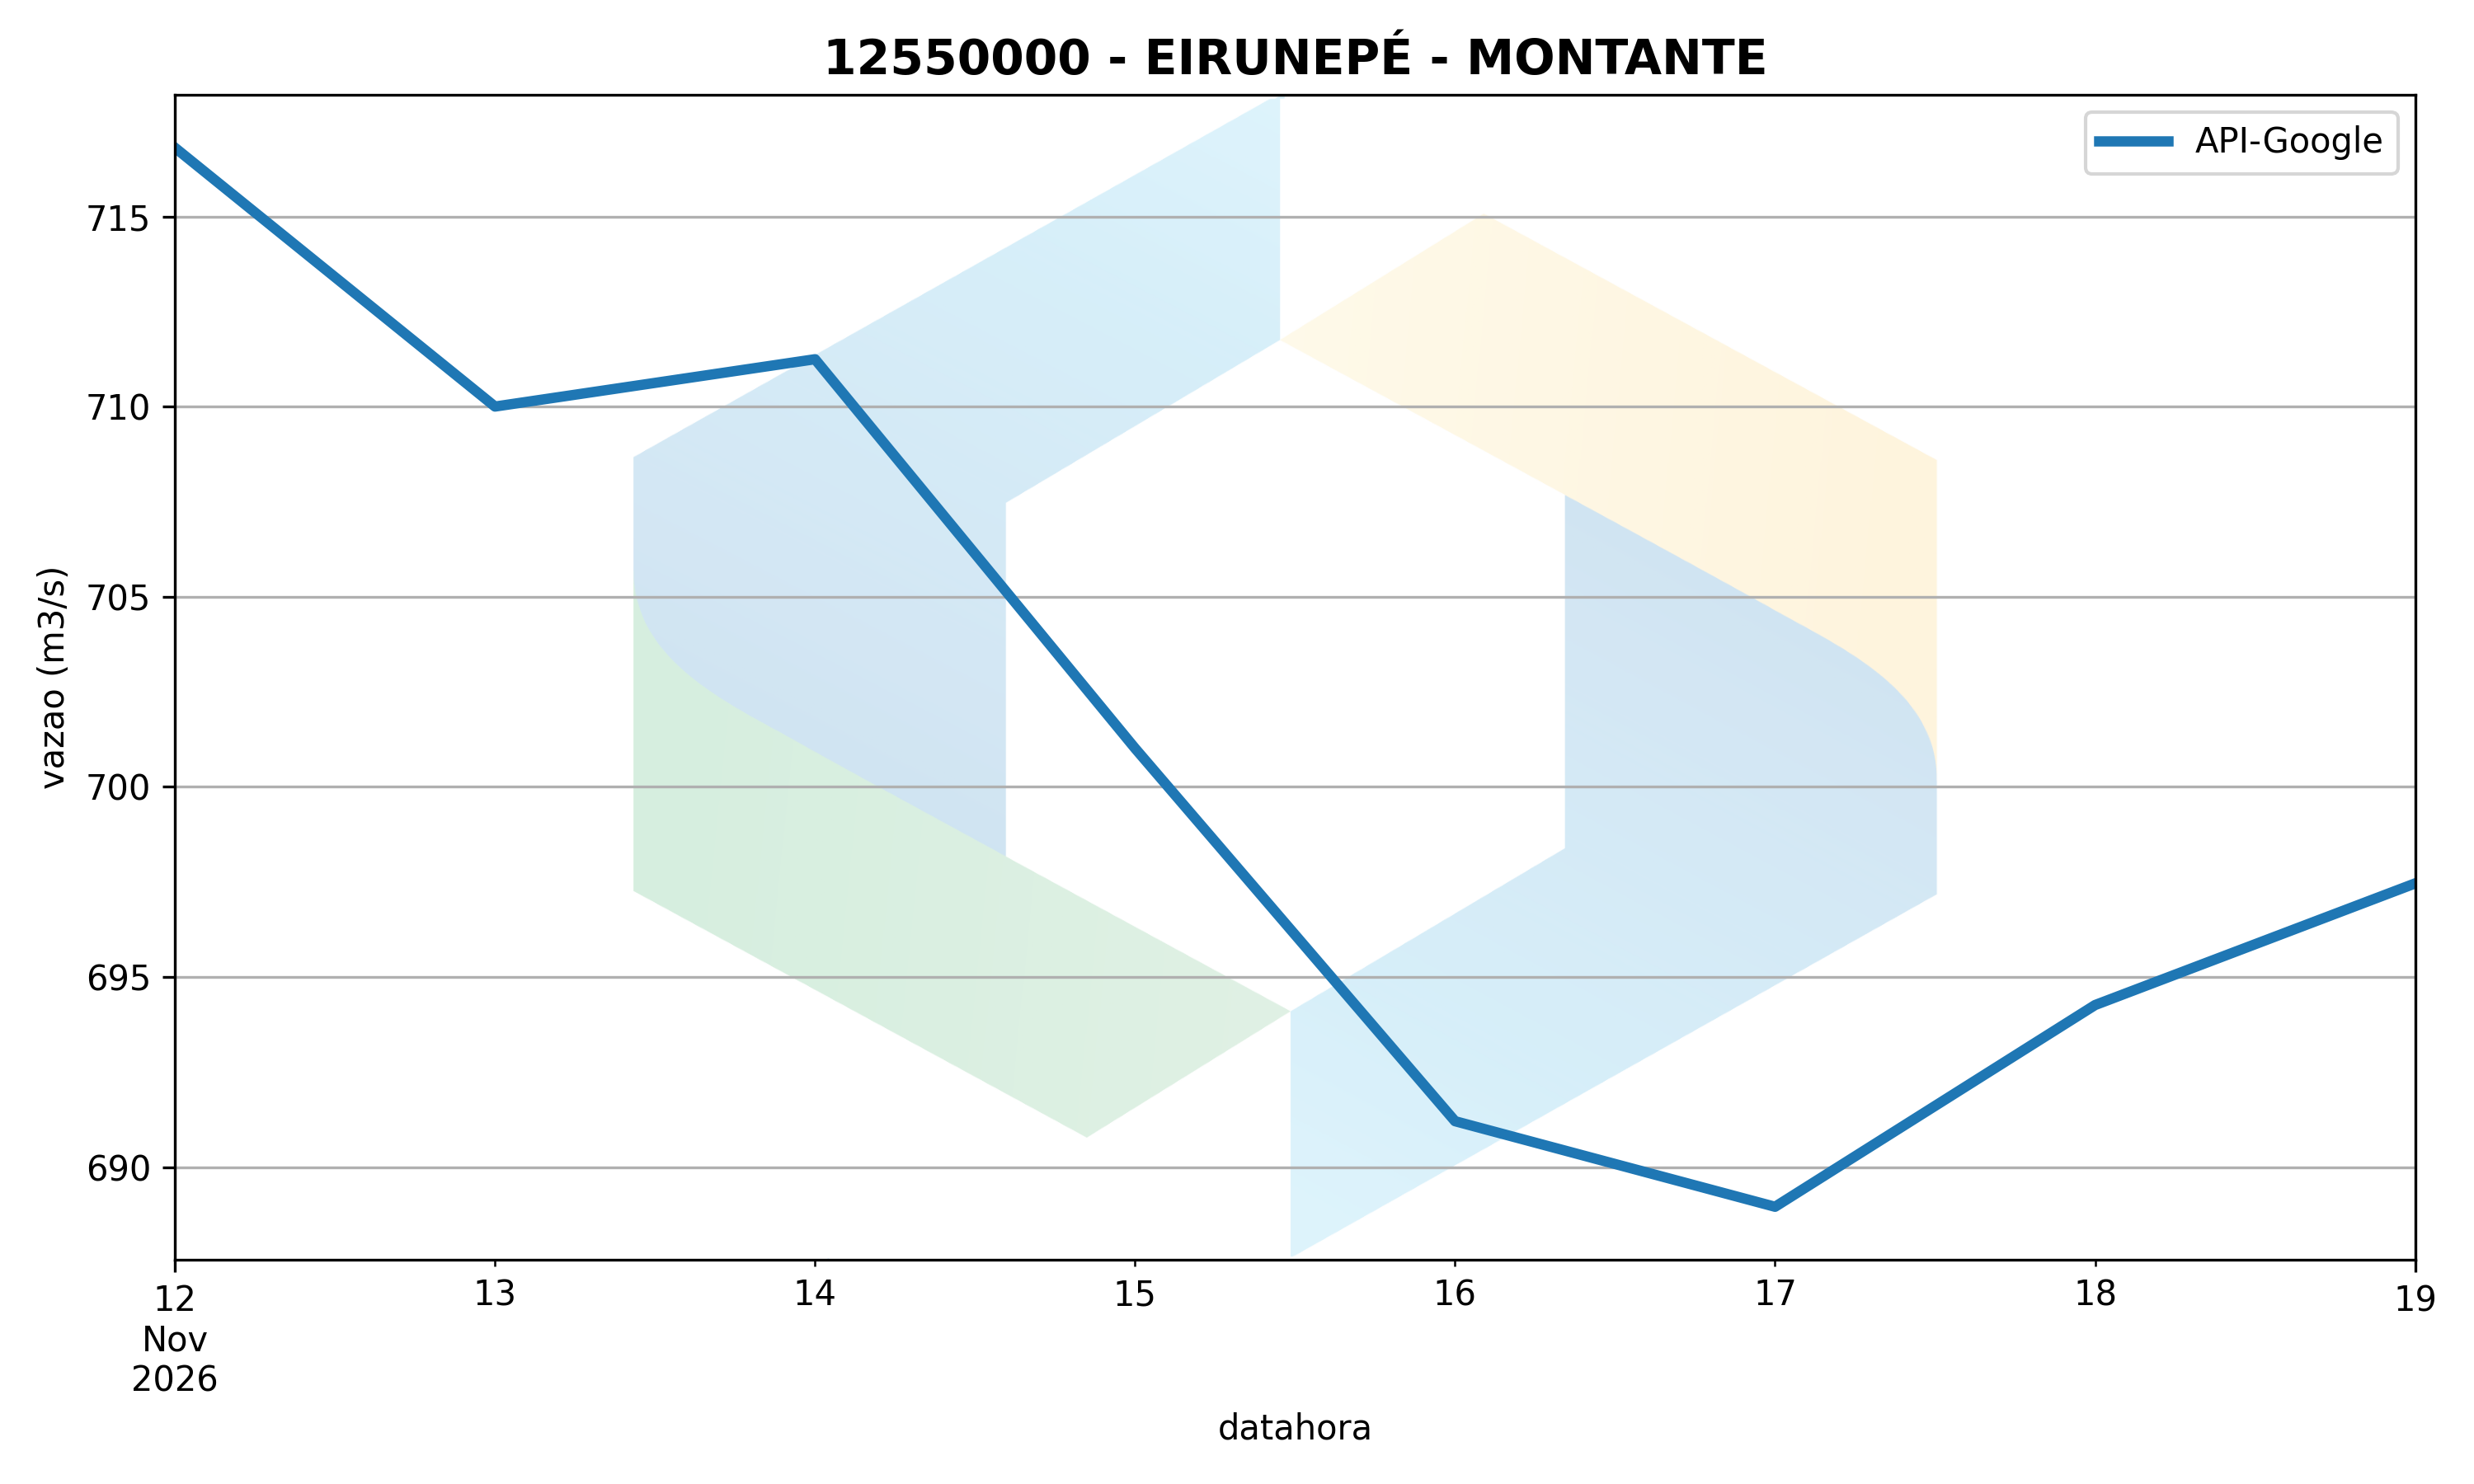 12550000 - EIRUNEPÉ - MONTANTE
API-Google
vazao (m3/s)
715
710
705
700
695
690
12 13 14 15 16 17 18 19
Nov
2026
datahora